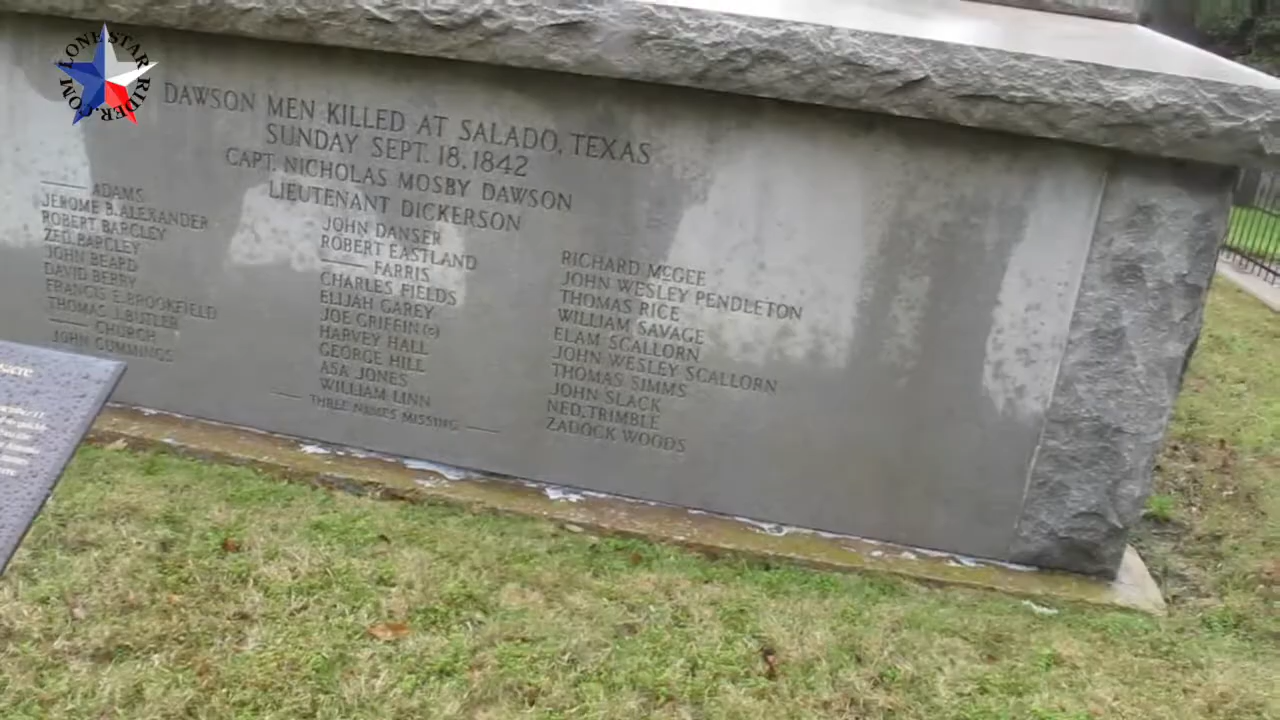 LONE STAR RIDER.COM
DAWSON MEN KILLED AT SALADO, TEXAS
SUNDAY SEPT. 18, 1842
CAPT. NICHOLAS MOSBY DAWSON
LIEUTENANT DICKERSON
—— ADAMS
JEROME B. ALEXANDER
ROBERT BARCLEY
ZED. BARCLEY
JOHN BEARD
DAVID BERRY
FRANCIS E. BROOKFIELD
THOMAS J. BUTLER
—— CHURCH
JOHN CUMMINGS
JOHN DANSER
ROBERT EASTLAND
—— FARRIS
CHARLES FIELDS
ELIJAH GAREY
JOE GRIFFIN (c)
HARVEY HALL
GEORGE HILL
ASA JONES
WILLIAM LINN
—— THREE NAMES MISSING ——
RICHARD McGEE
JOHN WESLEY PENDLETON
THOMAS RICE
WILLIAM SAVAGE
ELAM SCALLORN
JOHN WESLEY SCALLORN
THOMAS SIMMS
JOHN SLACK
NED. TRIMBLE
ZADOCK WOODS